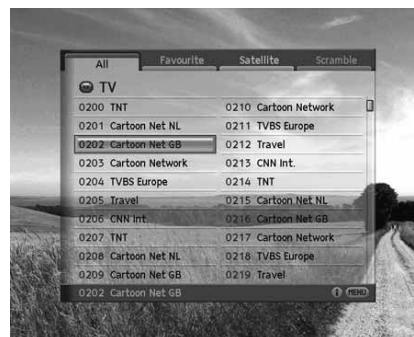 All Favourite Satellite Scramble
TV
0200 TNT
0201 Cartoon Net NL
0202 Cartoon Net GB
0203 Cartoon Network
0204 TVBS Europe
0205 Travel
0206 CNN Int.
0207 TNT
0208 Cartoon Net NL
0209 Cartoon Net GB
0210 Cartoon Network
0211 TVBS Europe
0212 Travel
0213 CNN Int.
0214 TNT
0215 Cartoon Net NL
0216 Cartoon Net GB
0217 Cartoon Network
0218 TVBS Europe
0219 Travel
0202 Cartoon Net GB i MENU